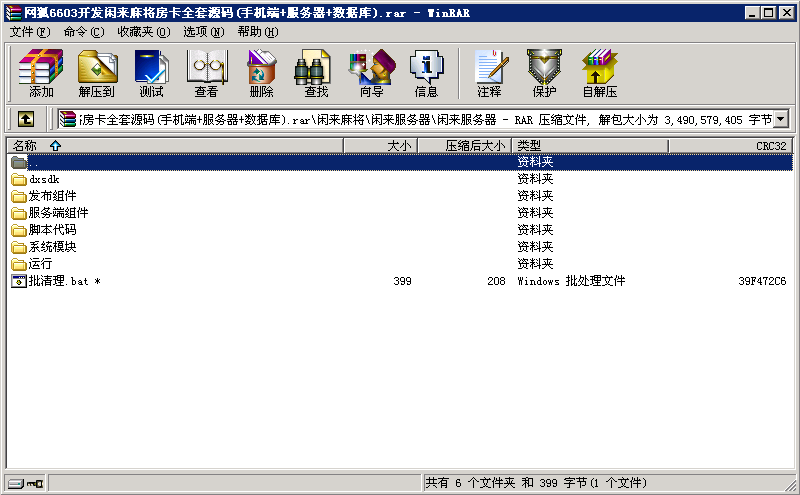 网狐6603开发闲来麻将房卡全套源码(手机端+服务器+数据库).rar - WinRAR
文件(F) 命令(C) 收藏夹(O) 选项(N) 帮助(H)
添加 解压到 测试 查看 删除 查找 向导 信息 注释 保护 自解压
房卡全套源码(手机端+服务器+数据库).rar\闲来麻将\闲来服务器\闲来服务器 - RAR 压缩文件, 解包大小为 3,490,579,405 字节
名称 大小 压缩后大小 类型 CRC32
.. 资料夹
dxsdk 资料夹
发布组件 资料夹
服务端组件 资料夹
脚本代码 资料夹
系统模块 资料夹
运行 资料夹
批清理.bat * 399 208 Windows 批处理文件 39F472C6
共有 6 个文件夹 和 399 字节(1 个文件)